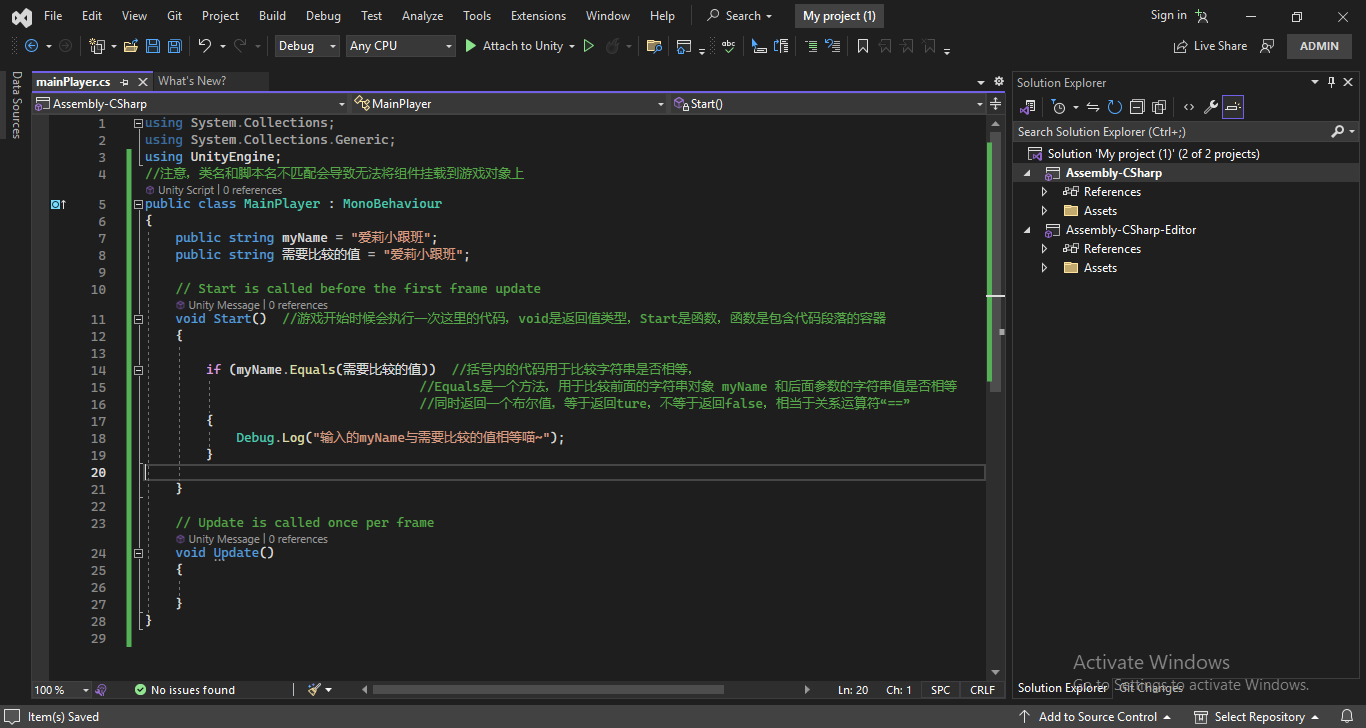 File Edit View Git Project Build Debug Test Analyze Tools Extensions Window Help Search My project (1) Sign in
Debug Any CPU Attach to Unity Live Share ADMIN
Data Sources
mainPlayer.cs What's New?
Assembly-CSharp MainPlayer Start()
1 using System.Collections;
2 using System.Collections.Generic;
3 using UnityEngine;
4 //注意，类名和脚本名不匹配会导致无法将组件挂载到游戏对象上
Unity Script | 0 references
5 public class MainPlayer : MonoBehaviour
6 {
7 public string myName = "爱莉小跟班";
8 public string 需要比较的值 = "爱莉小跟班";
9
10 // Start is called before the first frame update
Unity Message | 0 references
11 void Start() //游戏开始时候会执行一次这里的代码，void是返回值类型，Start是函数，函数是包含代码段落的容器
12 {
13
14 if (myName.Equals(需要比较的值)) //括号内的代码用于比较字符串是否相等，
15 //Equals是一个方法，用于比较前面的字符串对象 myName 和后面参数的字符串值是否相等
16 //同时返回一个布尔值，等于返回ture，不等于返回false，相当于关系运算符“==”
17 {
18 Debug.Log("输入的myName与需要比较的值相等喵~");
19 }
20
21 }
22
23 // Update is called once per frame
Unity Message | 0 references
24 void Update()
25 {
26
27 }
28 }
29
100 % No issues found Ln: 20 Ch: 1 SPC CRLF
Solution Explorer
Search Solution Explorer (Ctrl+;)
Solution 'My project (1)' (2 of 2 projects)
Assembly-CSharp
References
Assets
Assembly-CSharp-Editor
References
Assets
Activate Windows
Go to Settings to activate Windows.
Solution Explorer Git Changes
Item(s) Saved Add to Source Control Select Repository